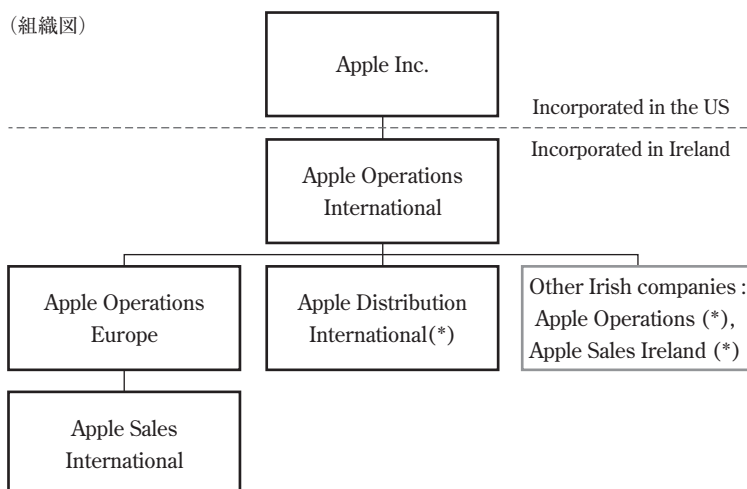 (組織図)
Apple Inc.
Incorporated in the US
Incorporated in Ireland
Apple Operations
International
Apple Operations
Europe
Apple Distribution
International(*)
Other Irish companies :
Apple Operations (*),
Apple Sales Ireland (*)
Apple Sales
International